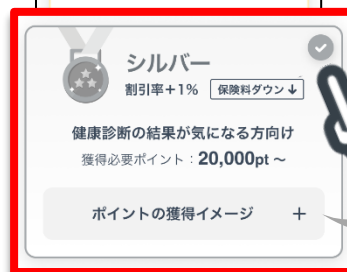 シルバー
割引率+1% 保険料ダウン↓
健康診断の結果が気になる方向け
獲得必要ポイント：20,000pt ～
ポイントの獲得イメージ ＋